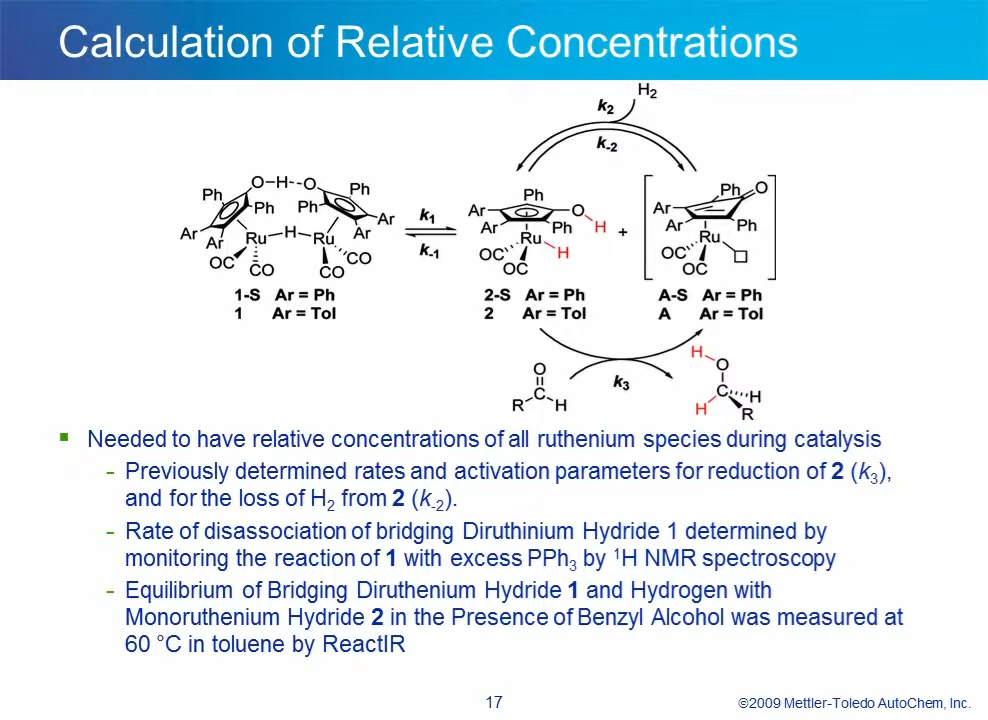 Calculation of Relative Concentrations
H2
k2
k-2
O-H---O
Ph
Ph
Ph
Ph
Ar
Ar
Ar
Ar
Ru
H
Ru
OC
CO
CO
CO
k1
k-1
Ph
Ar
Ar
Ph
O
H
Ru
H
OC
OC
+
Ph
O
Ar
Ar
Ph
Ru
OC
OC
1-S Ar = Ph
1 Ar = Tol
2-S Ar = Ph
2 Ar = Tol
A-S Ar = Ph
A Ar = Tol
O
C
R
H
k3
H
O
C
H
H
R
▪ Needed to have relative concentrations of all ruthenium species during catalysis
- Previously determined rates and activation parameters for reduction of 2 (k3),
and for the loss of H2 from 2 (k-2).
- Rate of disassociation of bridging Diruthinium Hydride 1 determined by
monitoring the reaction of 1 with excess PPh3 by 1H NMR spectroscopy
- Equilibrium of Bridging Diruthenium Hydride 1 and Hydrogen with
Monoruthenium Hydride 2 in the Presence of Benzyl Alcohol was measured at
60 °C in toluene by ReactIR
17
©2009 Mettler-Toledo AutoChem, Inc.